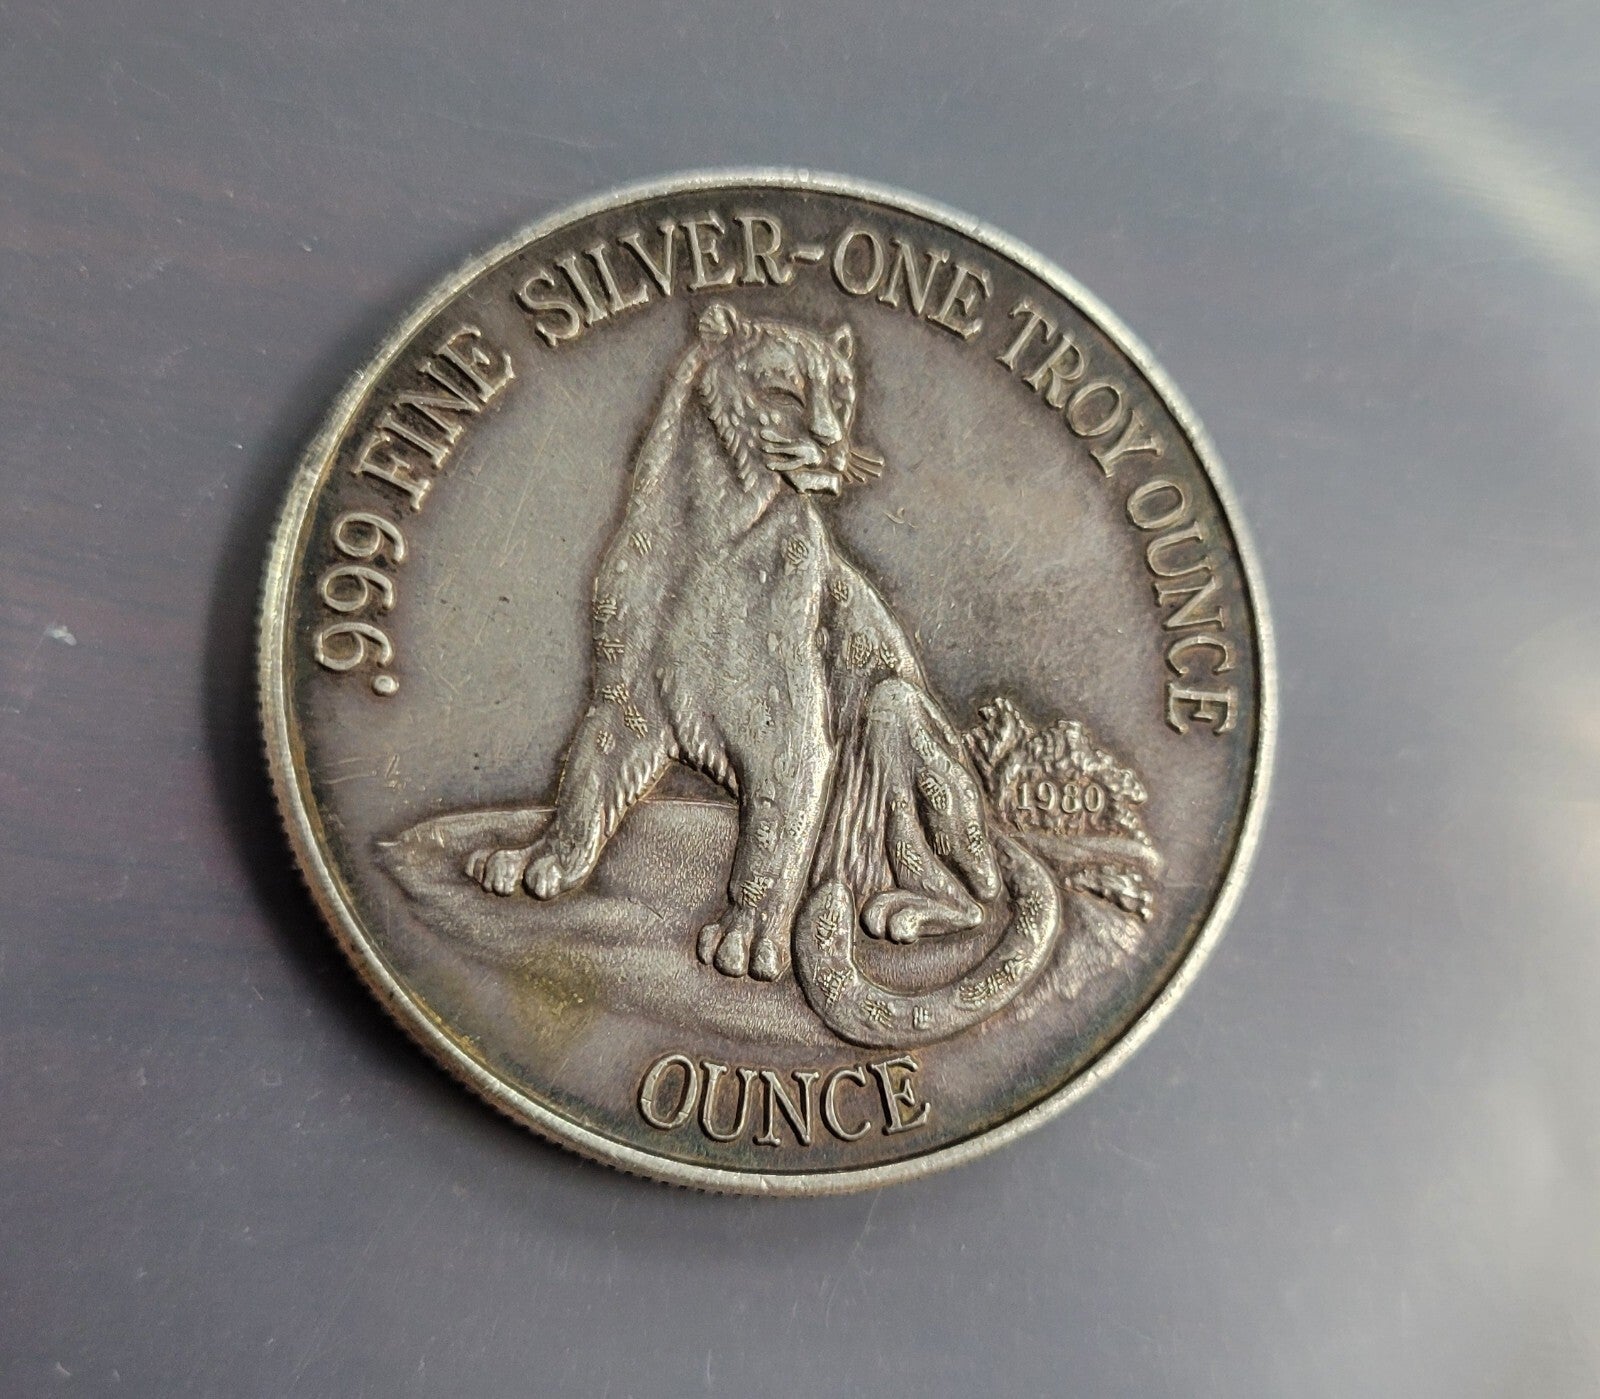 .999 FINE SILVER-ONE TROY OUNCE
1980
OUNCE